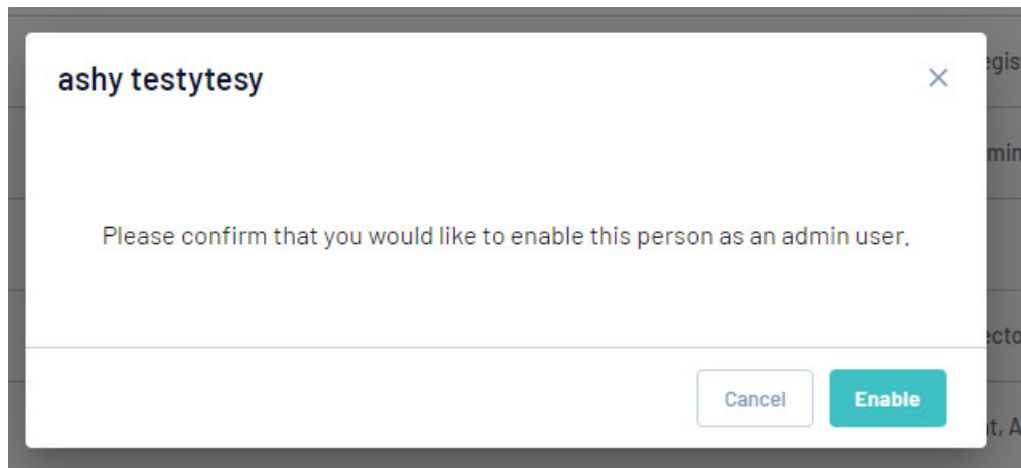 ashy testytesy
Please confirm that you would like to enable this person as an admin user.
Cancel
Enable